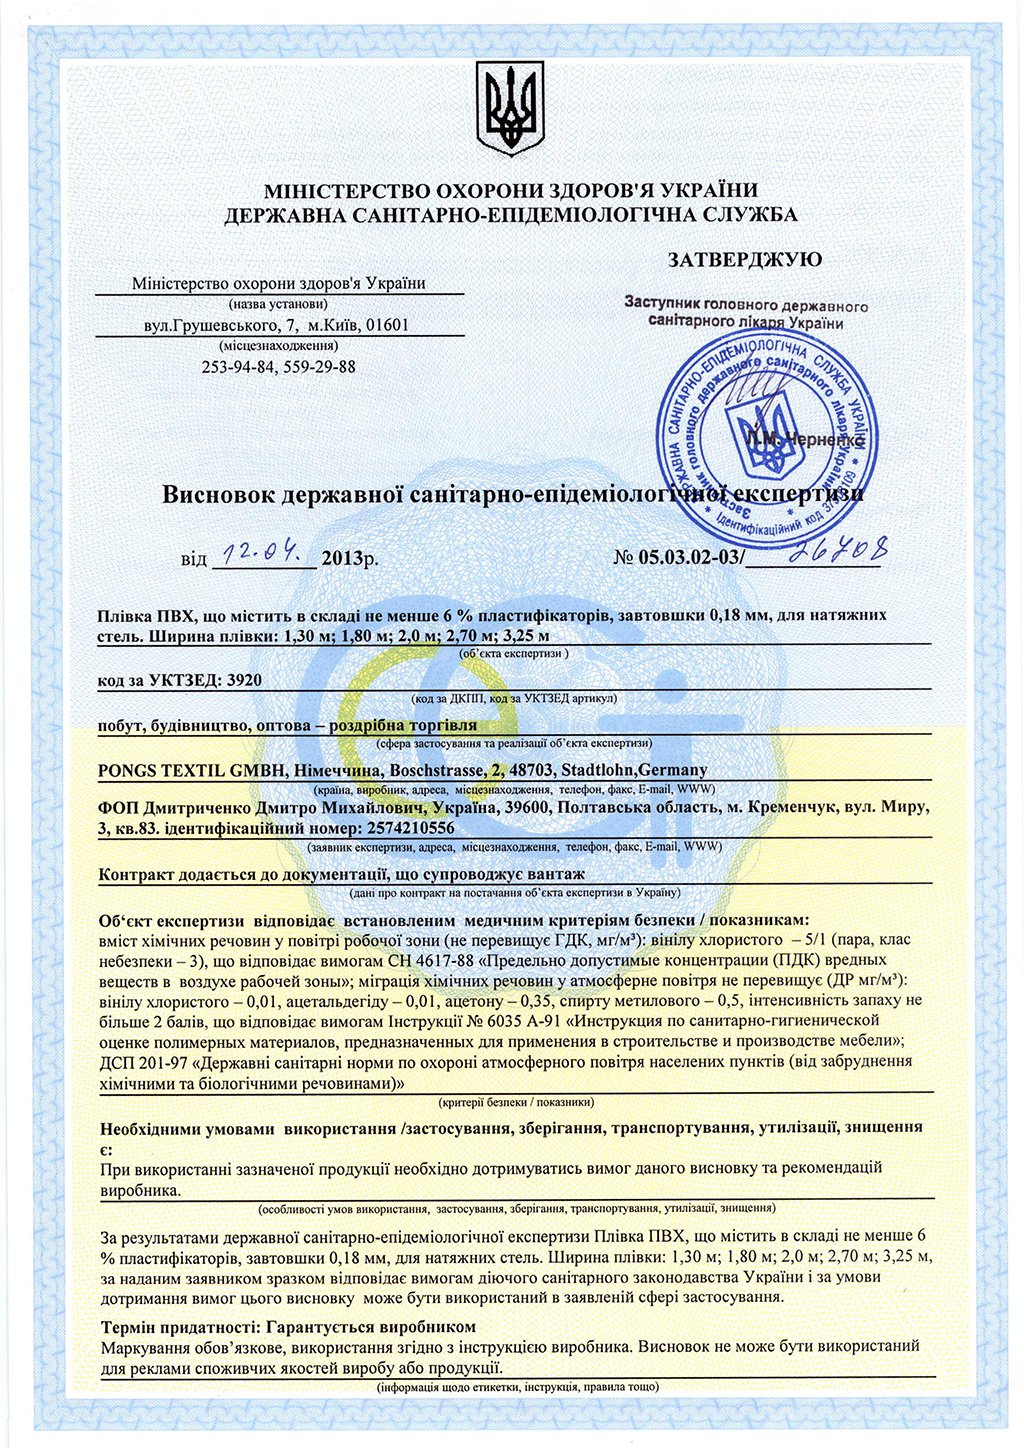 МІНІСТЕРСТВО ОХОРОНИ ЗДОРОВ'Я УКРАЇНИ
ДЕРЖАВНА САНІТАРНО-ЕПІДЕМІОЛОГІЧНА СЛУЖБА
ЗАТВЕРДЖУЮ
Міністерство охорони здоров'я України
(назва установи)
вул.Грушевського, 7, м.Київ, 01601
(місцезнаходження)
253-94-84, 559-29-88
Заступник головного державного
санітарного лікаря України
ДЕРЖАВНА САНІТАРНО-ЕПІДЕМІОЛОГІЧНА СЛУЖБА УКРАЇНИ
Заступник головного державного санітарного лікаря України
Ідентифікаційний код
Л.М. Черненко
Висновок державної санітарно-епідеміологічної експертизи
від 12.04. 2013р.
№ 05.03.02-03/ 26708
Плівка ПВХ, що містить в складі не менше 6 % пластифікаторів, завтовшки 0,18 мм, для натяжних
стель. Ширина плівки: 1,30 м; 1,80 м; 2,0 м; 2,70 м; 3,25 м
(об’єкта експертизи )
код за УКТЗЕД: 3920
(код за ДКПП, код за УКТЗЕД артикул)
побут, будівництво, оптова – роздрібна торгівля
(сфера застосування та реалізації об’єкта експертизи)
PONGS TEXTIL GMBH, Німеччина, Boschstrasse, 2, 48703, Stadtlohn,Germany
(країна, виробник, адреса, місцезнаходження, телефон, факс, E-mail, WWW)
ФОП Дмитриченко Дмитро Михайлович, Україна, 39600, Полтавська область, м. Кременчук, вул. Миру,
3, кв.83. ідентифікаційний номер: 2574210556
(заявник експертизи, адреса, місцезнаходження, телефон, факс, E-mail, WWW)
Контракт додається до документації, що супроводжує вантаж
(дані про контракт на постачання об’єкта експертизи в Україну)
Об‘єкт експертизи відповідає встановленим медичним критеріям безпеки / показникам:
вміст хімічних речовин у повітрі робочої зони (не перевищує ГДК, мг/м³): вінілу хлористого – 5/1 (пара, клас
небезпеки – 3), що відповідає вимогам СН 4617-88 «Предельно допустимые концентрации (ПДК) вредных
веществ в воздухе рабочей зоны»; міграція хімічних речовин у атмосферне повітря не перевищує (ДР мг/м³):
вінілу хлористого – 0,01, ацетальдегіду – 0,01, ацетону – 0,35, спирту метилового – 0,5, інтенсивність запаху не
більше 2 балів, що відповідає вимогам Інструкції № 6035 А-91 «Инструкция по санитарно-гигиенической
оценке полимерных материалов, предназначенных для применения в строительстве и производстве мебели»;
ДСП 201-97 «Державні санітарні норми по охороні атмосферного повітря населених пунктів (від забруднення
хімічними та біологічними речовинами)»
(критерії безпеки / показники)
Необхідними умовами використання /застосування, зберігання, транспортування, утилізації, знищення
є:
При використанні зазначеної продукції необхідно дотримуватись вимог даного висновку та рекомендацій
виробника.
(особливості умов використання, застосування, зберігання, транспортування, утилізації, знищення)
За результатами державної санітарно-епідеміологічної експертизи Плівка ПВХ, що містить в складі не менше 6
% пластифікаторів, завтовшки 0,18 мм, для натяжних стель. Ширина плівки: 1,30 м; 1,80 м; 2,0 м; 2,70 м; 3,25 м,
за наданим заявником зразком відповідає вимогам діючого санітарного законодавства України і за умови
дотримання вимог цього висновку може бути використаний в заявленій сфері застосування.
Термін придатності: Гарантується виробником
Маркування обов’язкове, використання згідно з інструкцією виробника. Висновок не може бути використаний
для реклами споживчих якостей виробу або продукції.
(інформація щодо етикетки, інструкція, правила тощо)